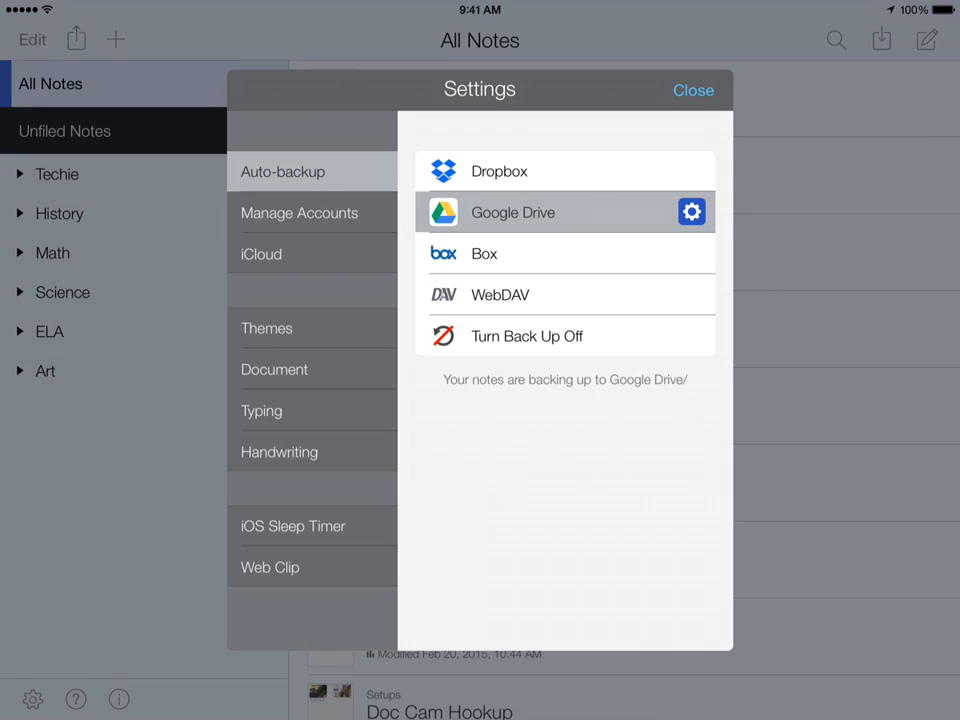 9:41 AM
100%
Edit
All Notes
All Notes
Unfiled Notes
Techie
History
Math
Science
ELA
Art
Settings
Close
Auto-backup
Manage Accounts
iCloud
Themes
Document
Typing
Handwriting
iOS Sleep Timer
Web Clip
Dropbox
Google Drive
box
Box
DAV
WebDAV
Turn Back Up Off
Your notes are backing up to Google Drive/
Modified Feb 20, 2015, 10:44 AM
Setups
Doc Cam Hookup